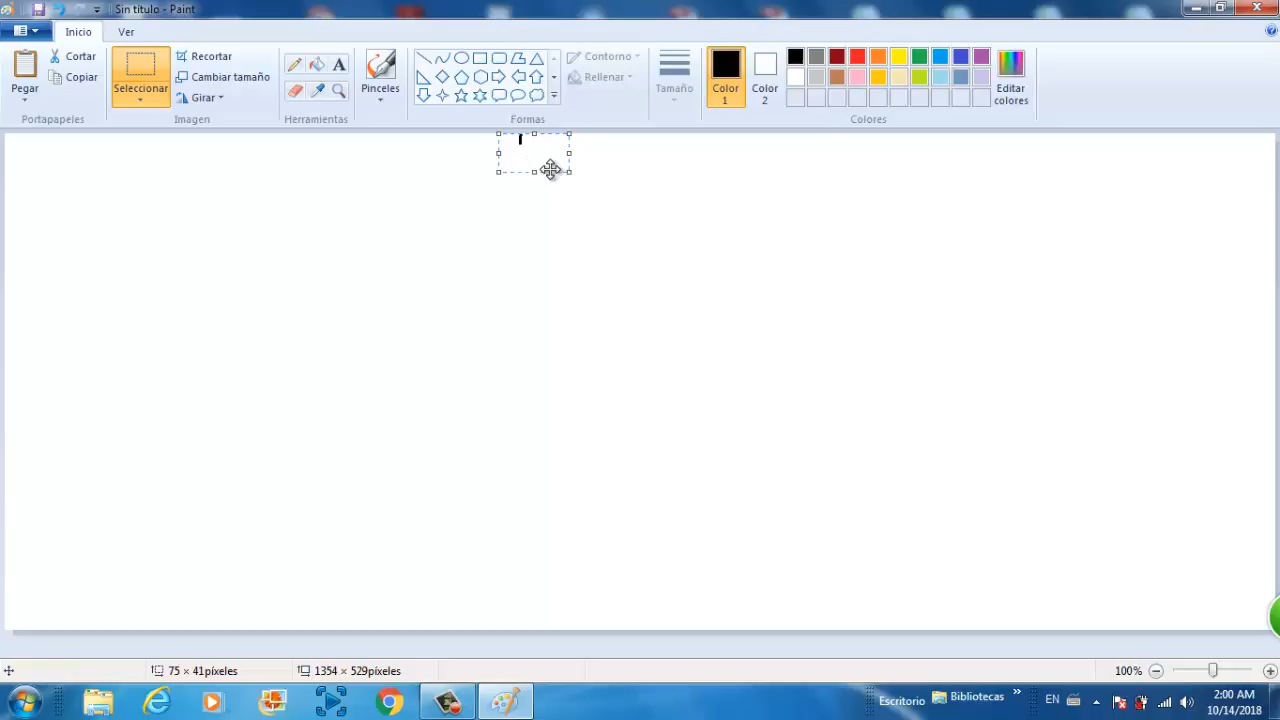 Sin título - Paint
Inicio
Ver
Pegar
Cortar
Copiar
Portapapeles
Seleccionar
Recortar
Cambiar tamaño
Girar
Imagen
A
Herramientas
Pinceles
Contorno
Rellenar
Formas
Tamaño
Color
1
Color
2
Editar
colores
Colores
75 × 41píxeles
1354 × 529píxeles
100%
Escritorio
Bibliotecas
»
EN
2:00 AM
10/14/2018